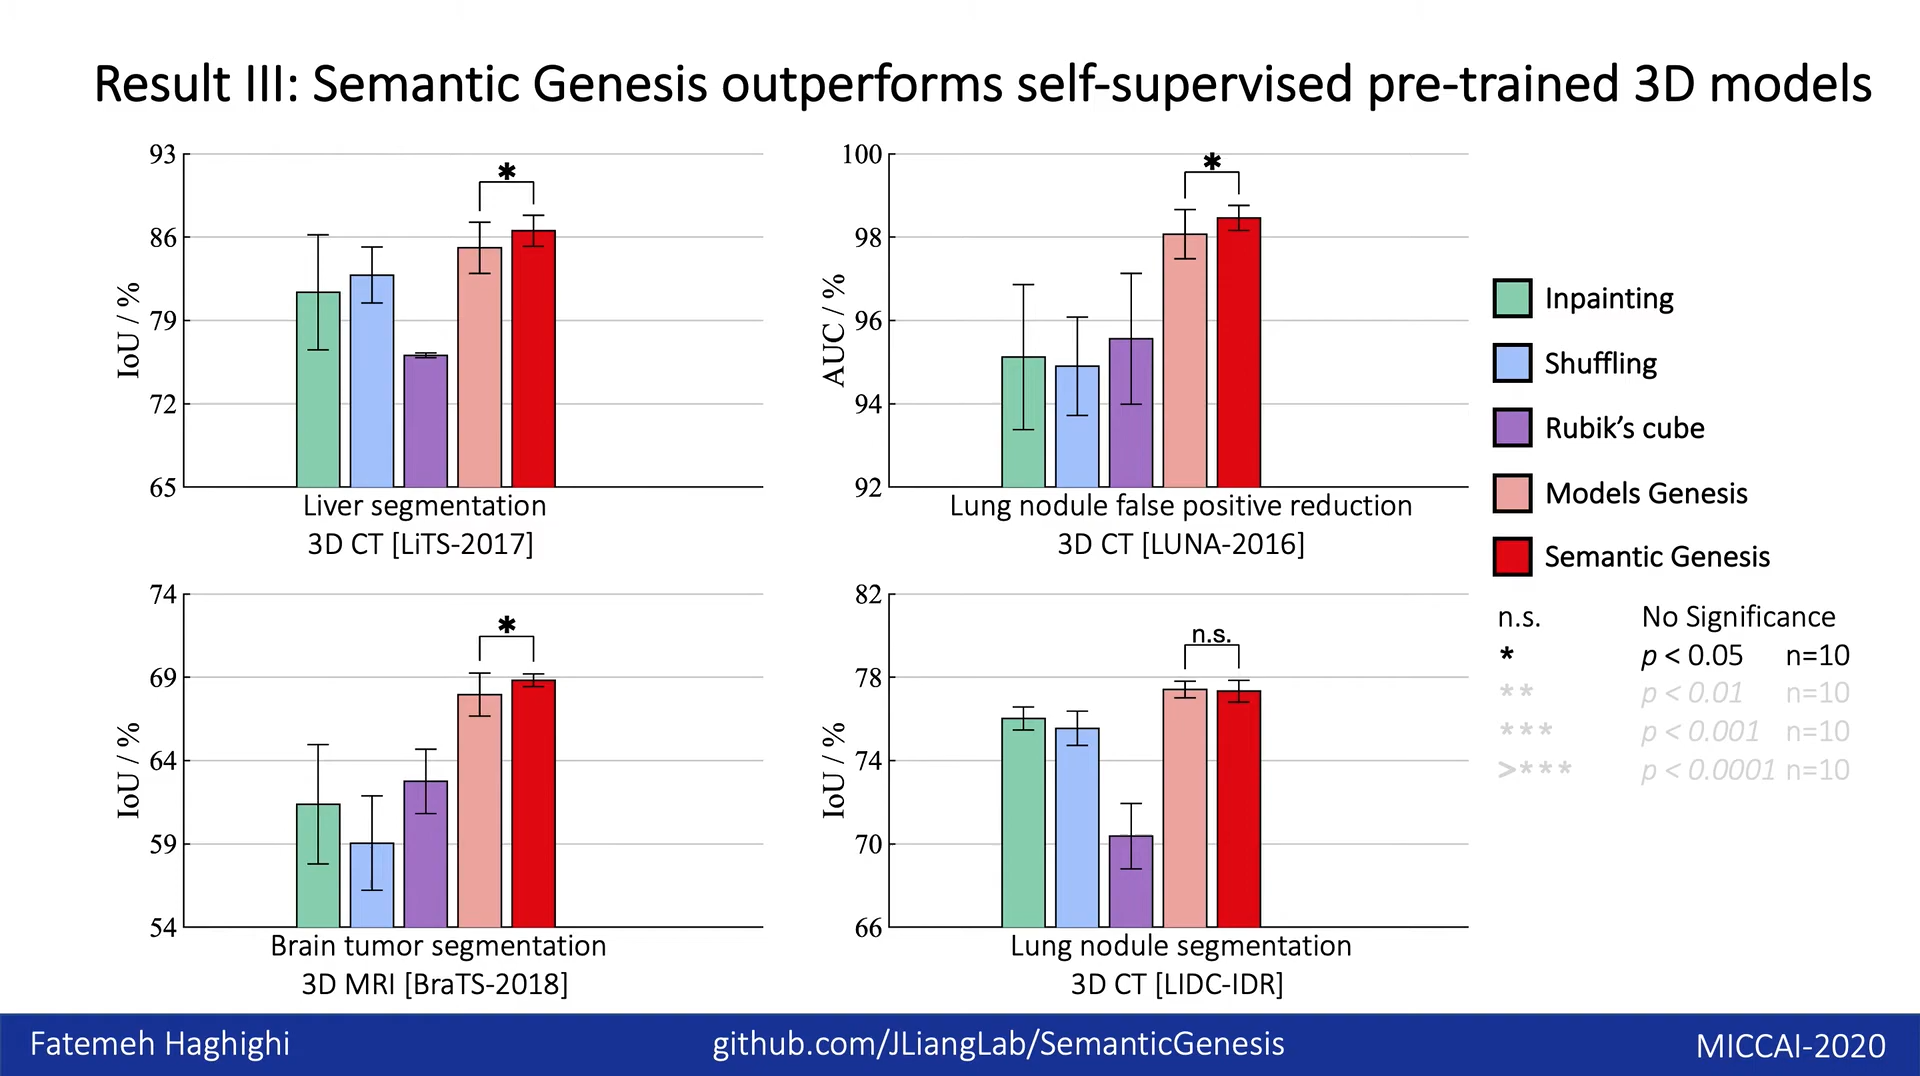 Result III: Semantic Genesis outperforms self-supervised pre-trained 3D models
93
86
79
72
65
IoU / %
*
Liver segmentation
3D CT [LiTS-2017]
100
98
96
94
92
AUC / %
*
Lung nodule false positive reduction
3D CT [LUNA-2016]
74
69
64
59
54
IoU / %
*
Brain tumor segmentation
3D MRI [BraTS-2018]
82
78
74
70
66
IoU / %
n.s.
Lung nodule segmentation
3D CT [LIDC-IDR]
Inpainting
Shuffling
Rubik’s cube
Models Genesis
Semantic Genesis
n.s. No Significance
* p < 0.05 n=10
** p < 0.01 n=10
*** p < 0.001 n=10
>*** p < 0.0001 n=10
Fatemeh Haghighi
github.com/JLiangLab/SemanticGenesis
MICCAI-2020